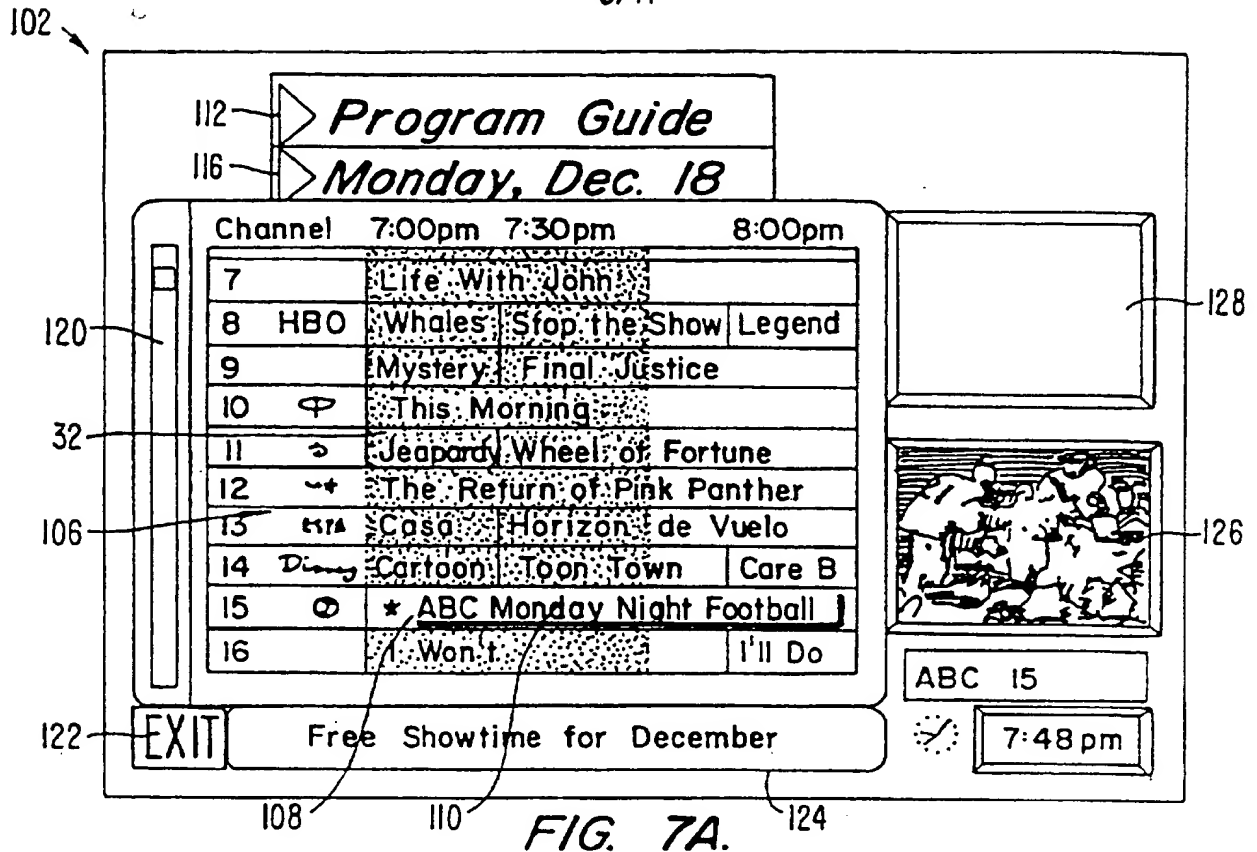 102
112
Program Guide
116
Monday, Dec. 18
Channel 7:00pm 7:30pm 8:00pm
7 Life With John
8 HBO Whales Stop the Show Legend
128
120
9 Mystery Final Justice
10 This Morning
32
11 Jeopardy Wheel of Fortune
12 The Return of Pink Panther
106
13 Casa Horizon de Vuelo
126
14 Disney Cartoon Toon Town Care B
15 * ABC Monday Night Football
16 I Won't I'll Do
ABC 15
122
EXIT Free Showtime for December
7:48pm
108 110 124
FIG. 7A.